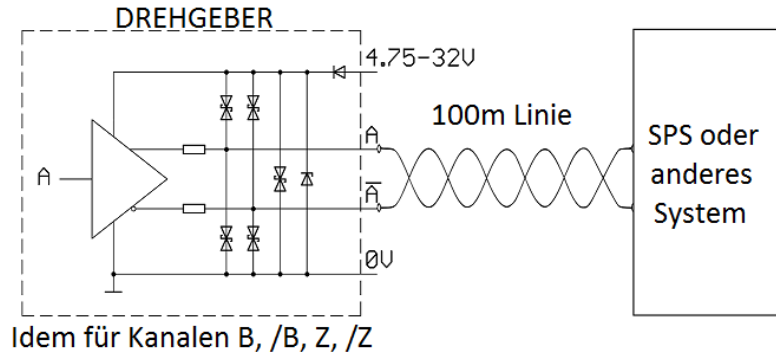 DREHGEBER
4.75-32V
100m Linie
A
A
A̅
0V
SPS oder
anderes
System
Idem für Kanalen B, /B, Z, /Z